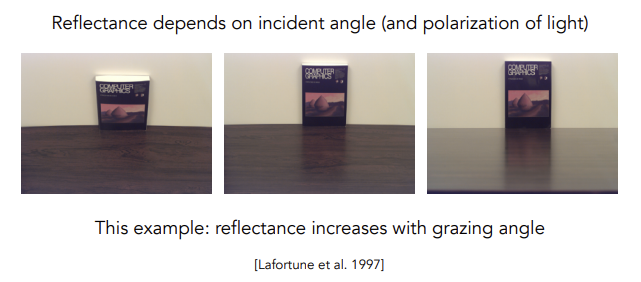 Reflectance depends on incident angle (and polarization of light)
COMPUTER
GRAPHICS
COMPUTER
GRAPHICS
COMPUTER
GRAPHICS
This example: reflectance increases with grazing angle
[Lafortune et al. 1997]